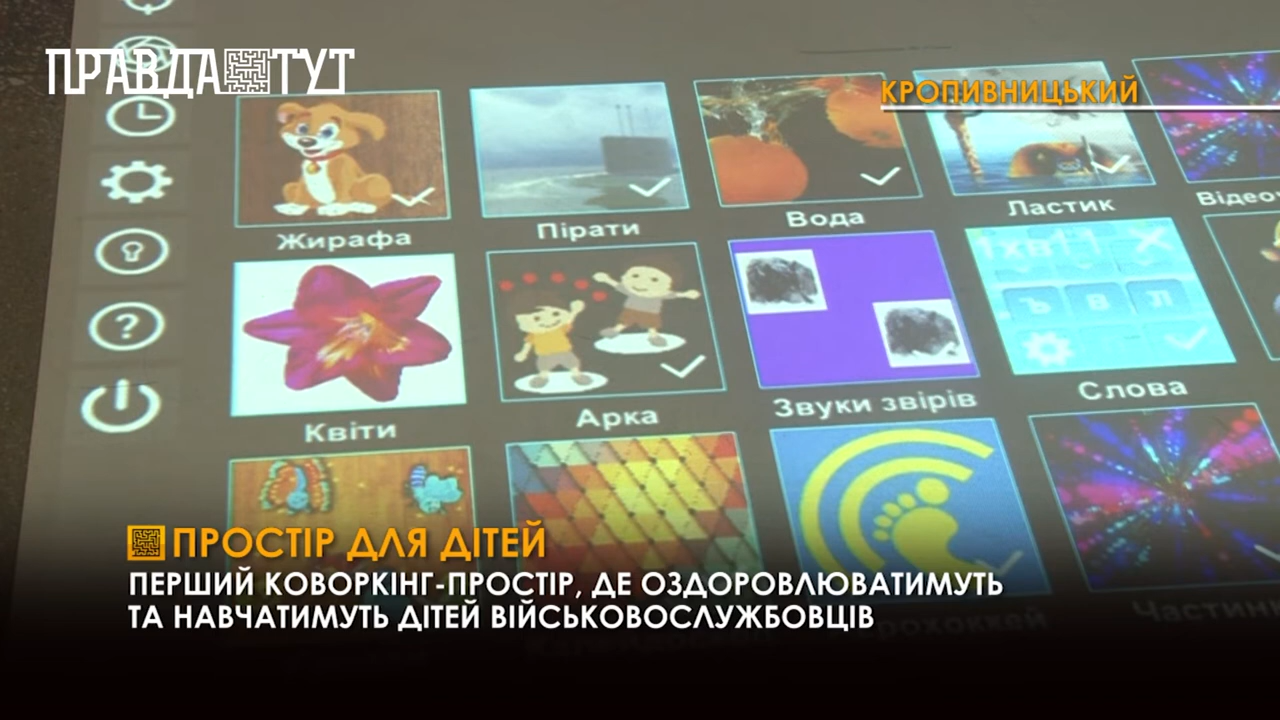 ПРАВДА ТУТ
КРОПИВНИЦЬКИЙ
Жирафа
Пірати
Вода
Ластик
Квіти
Арка
Звуки звірів
Слова
ПРОСТІР ДЛЯ ДІТЕЙ
ПЕРШИЙ КОВОРКІНГ-ПРОСТІР, ДЕ ОЗДОРОВЛЮВАТИМУТЬ
ТА НАВЧАТИМУТЬ ДІТЕЙ ВІЙСЬКОВОСЛУЖБОВЦІВ